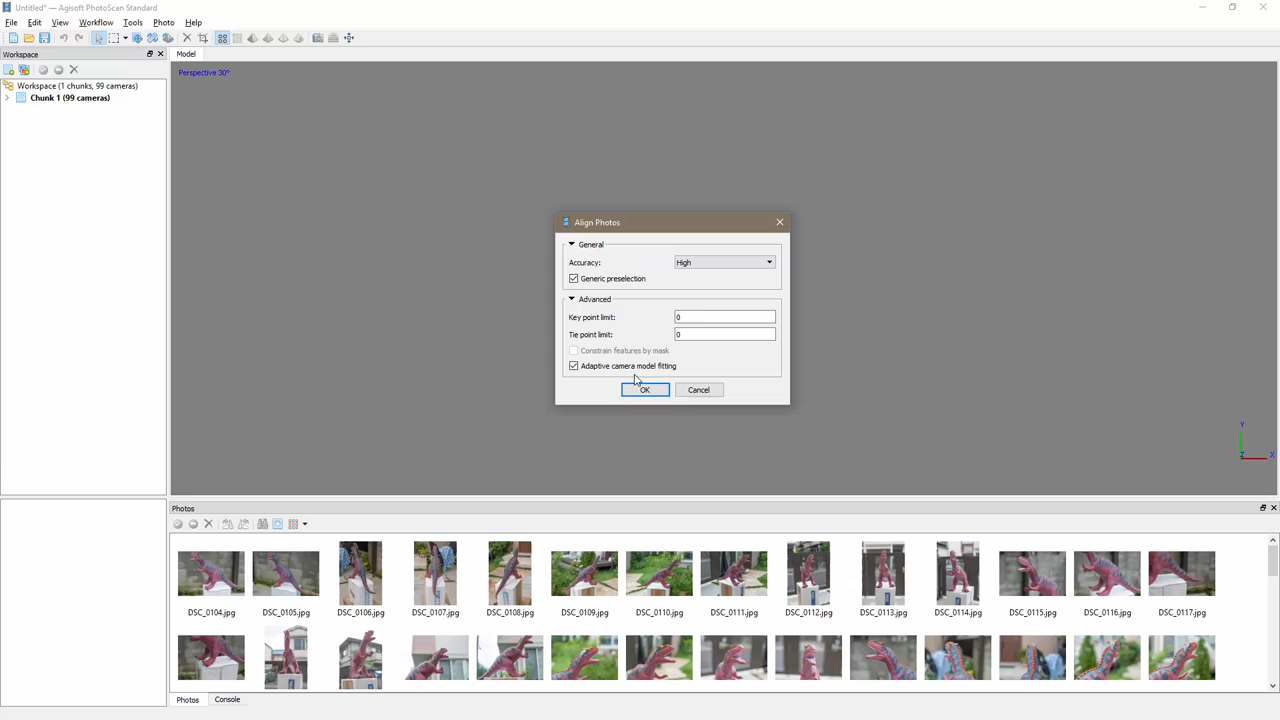 Untitled* — Agisoft PhotoScan Standard
File Edit View Workflow Tools Photo Help
Workspace
Model
Workspace (1 chunks, 99 cameras)
Chunk 1 (99 cameras)
Perspective 30°
Align Photos
General
Accuracy: High
Generic preselection
Advanced
Key point limit: 0
Tie point limit: 0
Constrain features by mask
Adaptive camera model fitting
OK Cancel
Y
Z X
Photos
DSC_0104.jpg DSC_0105.jpg DSC_0106.jpg DSC_0107.jpg DSC_0108.jpg DSC_0109.jpg DSC_0110.jpg DSC_0111.jpg DSC_0112.jpg DSC_0113.jpg DSC_0114.jpg DSC_0115.jpg DSC_0116.jpg DSC_0117.jpg
Photos Console